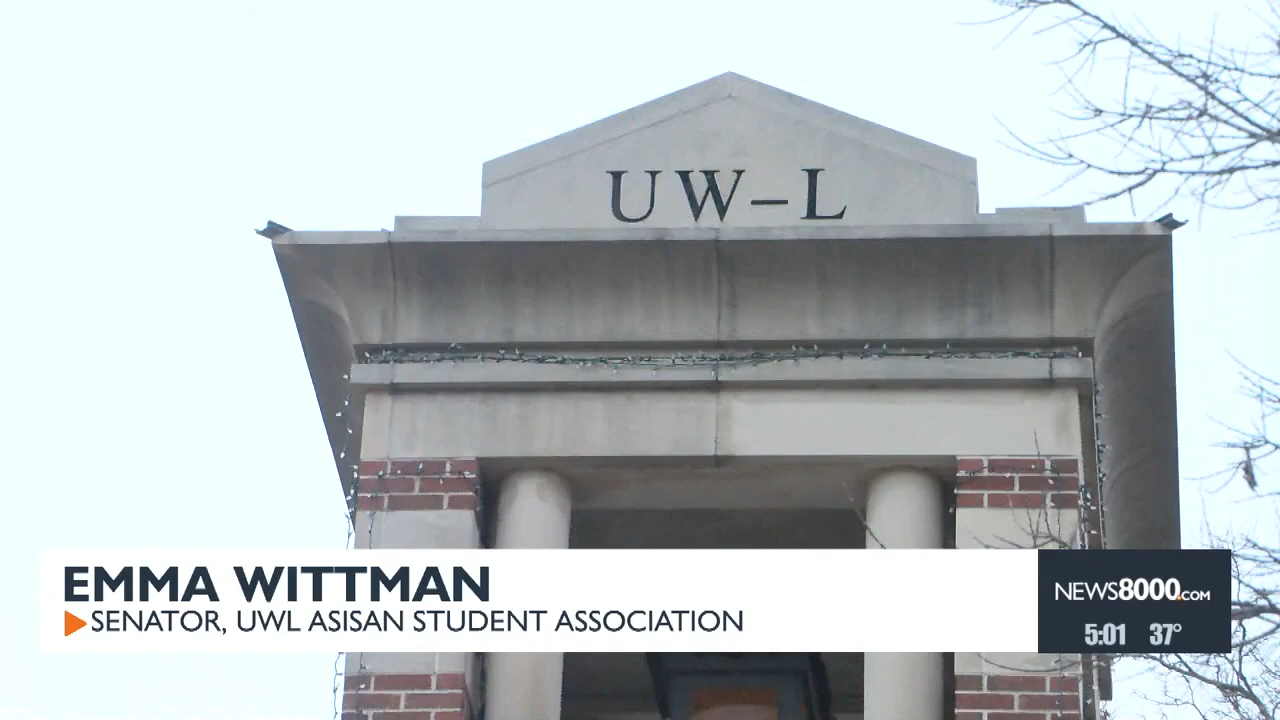 UW-L
EMMA WITTMAN
SENATOR, UWL ASISAN STUDENT ASSOCIATION
NEWS8000.COM
5:01 37°